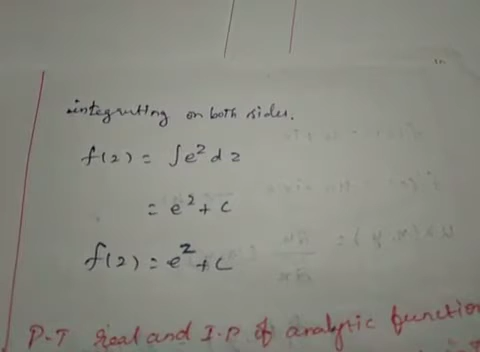 integrating on both sides.
f(z) = ∫e^z dz
= e^z + c
f(z) = e^z + c
P.T real and I.P of analytic function